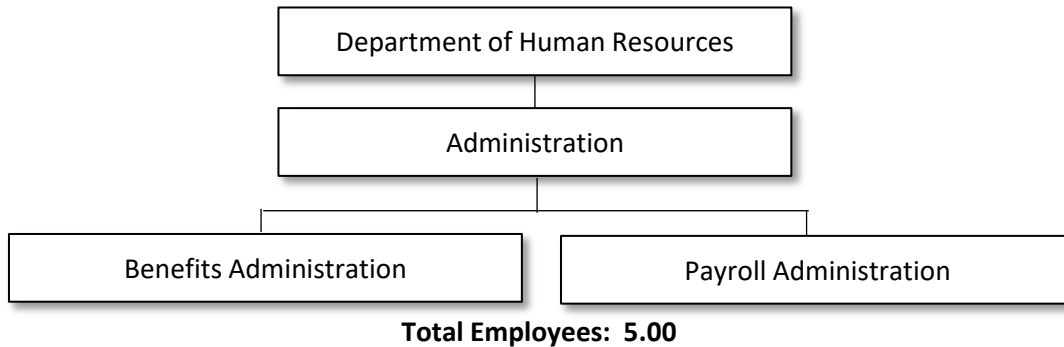 Department of Human Resources
Administration
Benefits Administration
Payroll Administration
Total Employees:  5.00